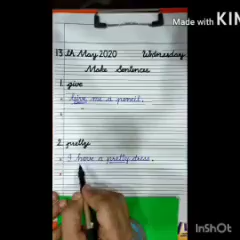 Made with KIN
13th May 2020 Wednesday
Make Sentences
1. give
Give me a pencil.
2. pretty
I have a pretty dress.
InShOt